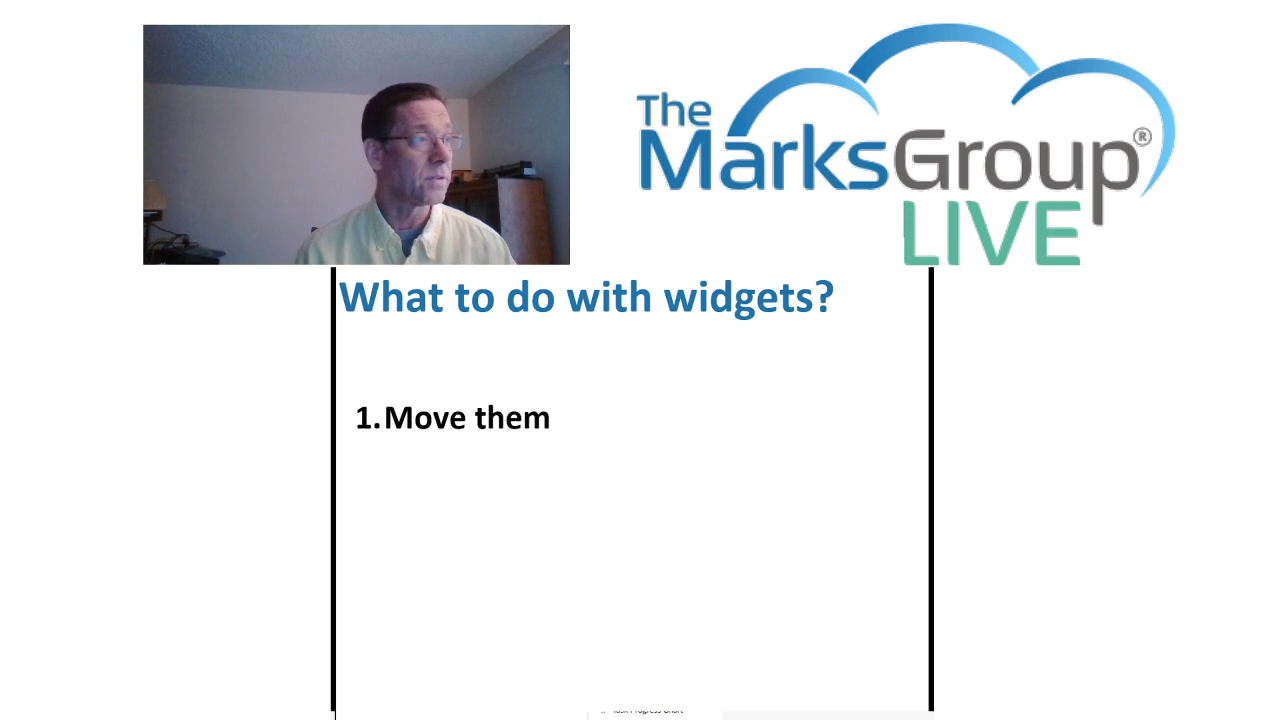 The
MarksGroup®
LIVE
What to do with widgets?
1. Move them